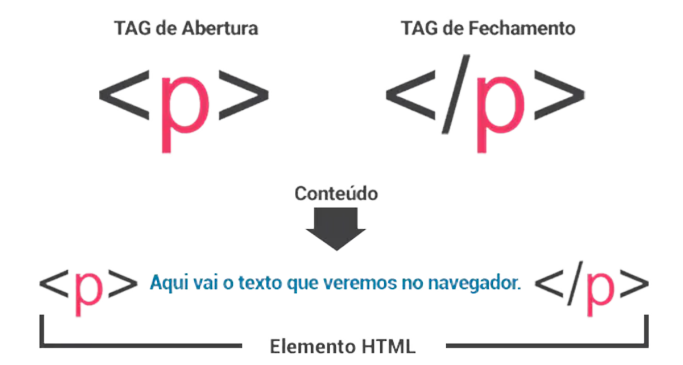 TAG de Abertura
TAG de Fechamento
<p>
</p>
Conteúdo
<p> Aqui vai o texto que veremos no navegador. </p>
Elemento HTML